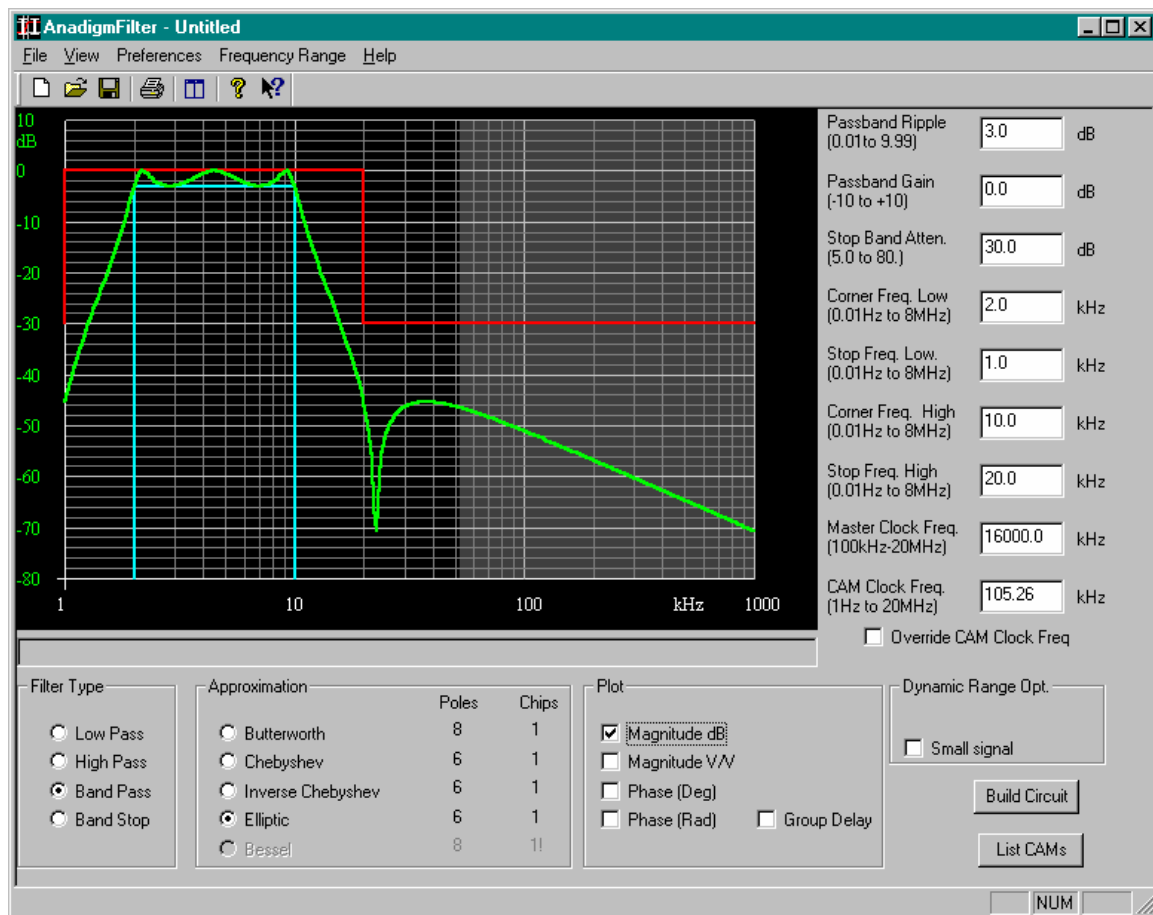 AnadigmFilter - Untitled
File View Preferences Frequency Range Help
10
dB
0
-10
-20
-30
-40
-50
-60
-70
-80
1 10 100 kHz 1000
Passband Ripple
(0.01to 9.99)
3.0 dB
Passband Gain
(-10 to +10)
0.0 dB
Stop Band Atten.
(5.0 to 80.)
30.0 dB
Corner Freq. Low
(0.01Hz to 8MHz)
2.0 kHz
Stop Freq. Low.
(0.01Hz to 8MHz)
1.0 kHz
Corner Freq. High
(0.01Hz to 8MHz)
10.0 kHz
Stop Freq. High
(0.01Hz to 8MHz)
20.0 kHz
Master Clock Freq.
(100kHz-20MHz)
16000.0 kHz
CAM Clock Freq.
(1Hz to 20MHz)
105.26 kHz
Override CAM Clock Freq
Filter Type
Low Pass
High Pass
Band Pass
Band Stop
Approximation
Poles Chips
Butterworth 8 1
Chebyshev 6 1
Inverse Chebyshev 6 1
Elliptic 6 1
Bessel 8 1!
Plot
Magnitude dB
Magnitude V/V
Phase (Deg)
Phase (Rad) Group Delay
Dynamic Range Opt.
Small signal
Build Circuit
List CAMs
NUM